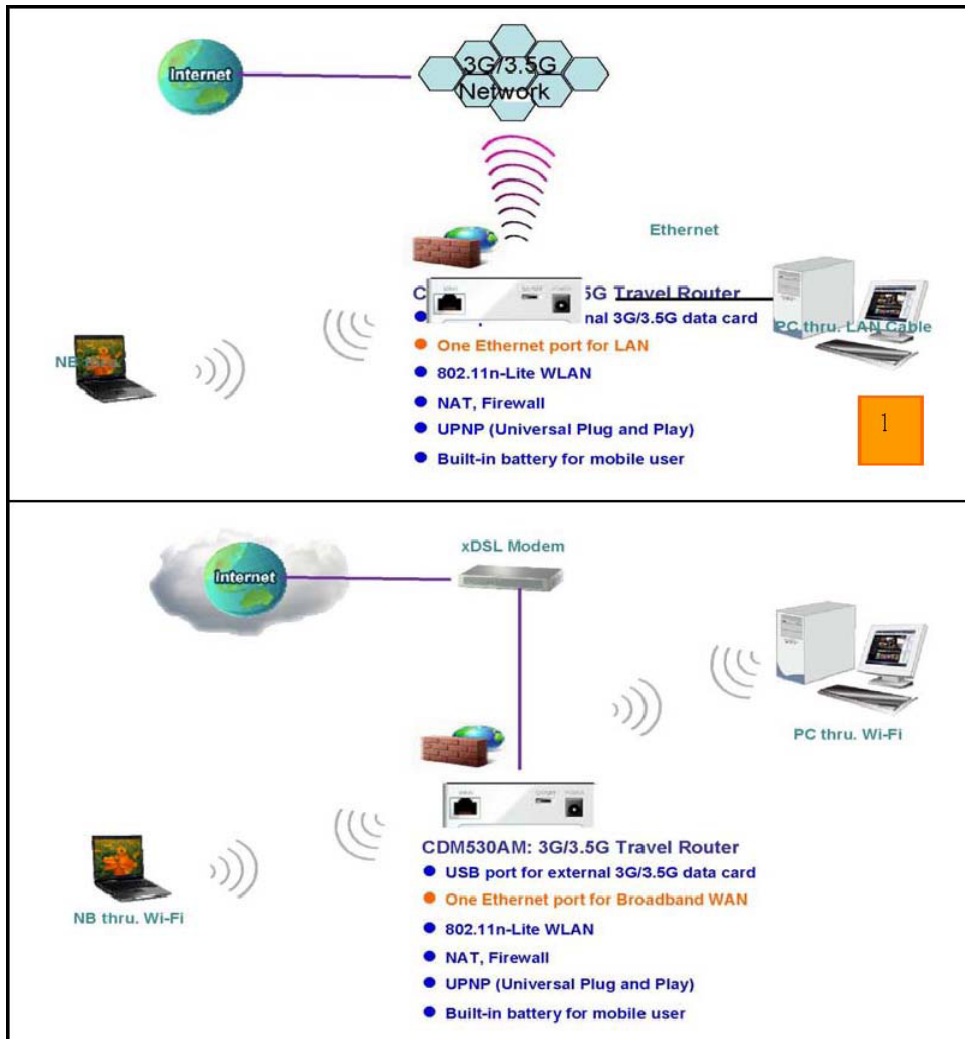 Internet
3G/3.5G
Network
Ethernet
5G Travel Router
nal 3G/3.5G data card
PC thru. LAN Cable
NB
One Ethernet port for LAN
802.11n-Lite WLAN
NAT, Firewall
UPNP (Universal Plug and Play)
Built-in battery for mobile user
1
xDSL Modem
Internet
PC thru. Wi-Fi
NB thru. Wi-Fi
CDM530AM: 3G/3.5G Travel Router
USB port for external 3G/3.5G data card
One Ethernet port for Broadband WAN
802.11n-Lite WLAN
NAT, Firewall
UPNP (Universal Plug and Play)
Built-in battery for mobile user